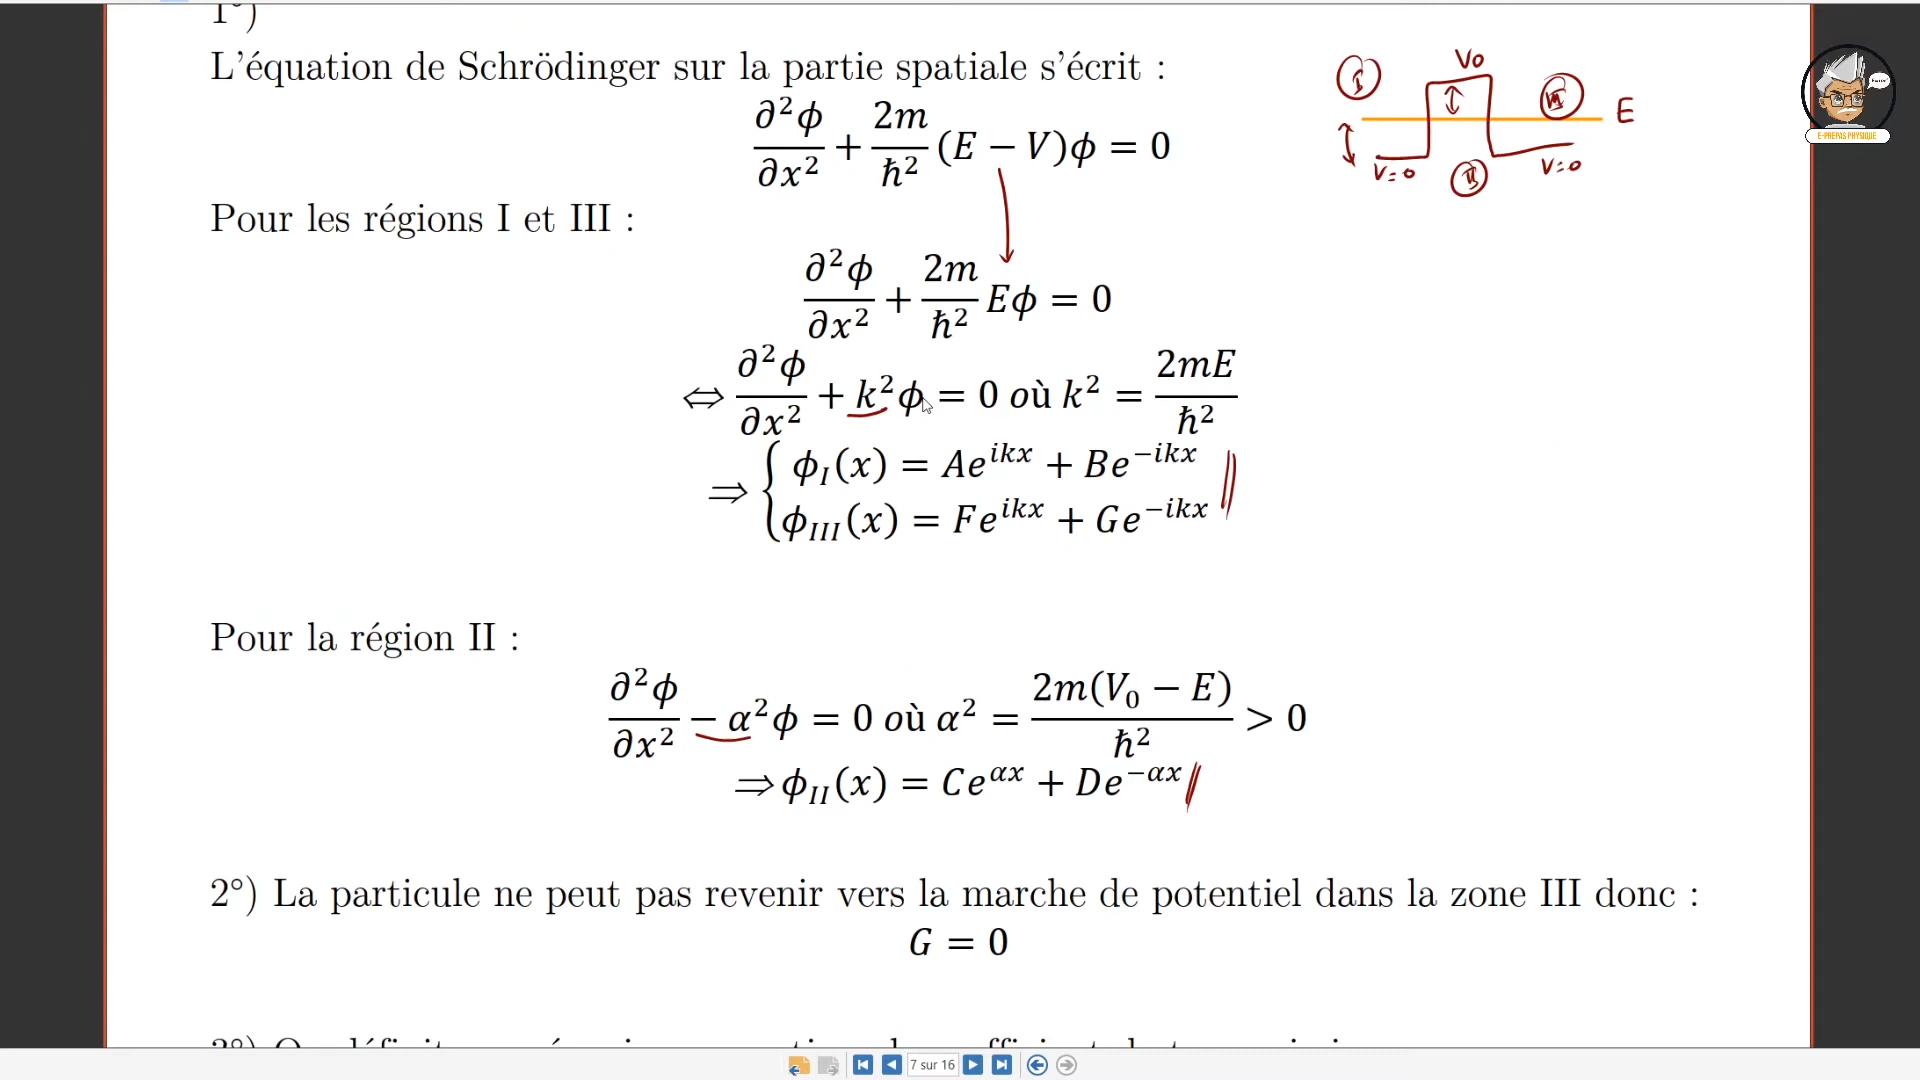 1°)
L'équation de Schrödinger sur la partie spatiale s'écrit :
∂²ϕ/∂x² + 2m/ℏ² (E − V)ϕ = 0
Pour les régions I et III :
∂²ϕ/∂x² + 2m/ℏ² Eϕ = 0
⇔ ∂²ϕ/∂x² + k²ϕ = 0 où k² = 2mE/ℏ²
⇒ { ϕ_I(x) = Ae^{ikx} + Be^{−ikx}
ϕ_III(x) = Fe^{ikx} + Ge^{−ikx}
Pour la région II :
∂²ϕ/∂x² − α²ϕ = 0 où α² = 2m(V₀ − E)/ℏ² > 0
⇒ ϕ_II(x) = Ce^{αx} + De^{−αx}
2°) La particule ne peut pas revenir vers la marche de potentiel dans la zone III donc :
G = 0
I
V0
III
E
V=0
II
V=0
E-PREPAS PHYSIQUE
7 sur 16